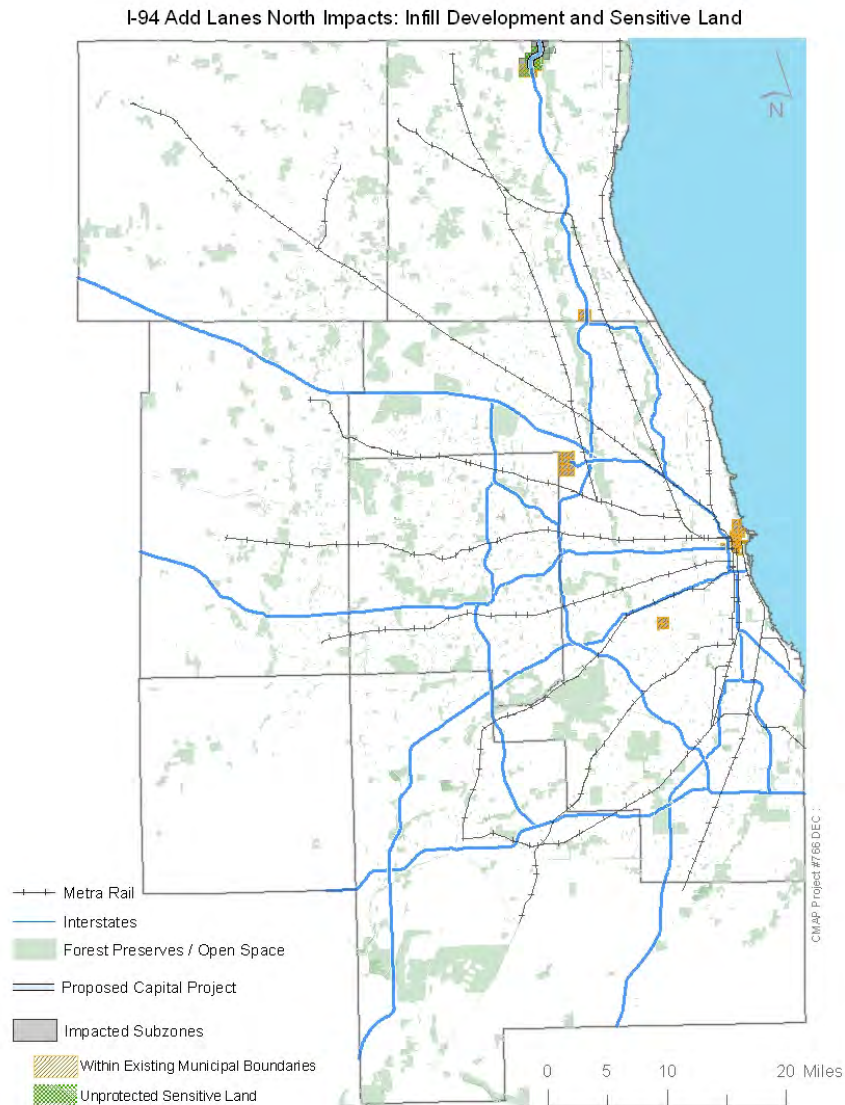 I-94 Add Lanes North Impacts: Infill Development and Sensitive Land
N
Metra Rail
Interstates
Forest Preserves / Open Space
Proposed Capital Project
Impacted Subzones
Within Existing Municipal Boundaries
Unprotected Sensitive Land
0 5 10 20 Miles
CMAP Project #766 DEC